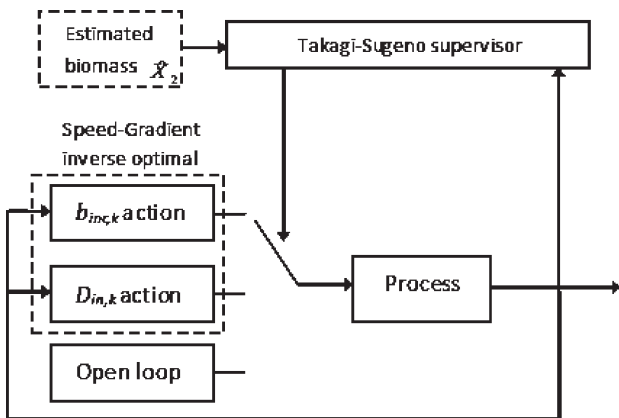 Estimated
biomass X̂₂
Takagi-Sugeno supervisor
Speed-Gradient
inverse optimal
b_inc,k action
D_in,k action
Process
Open loop